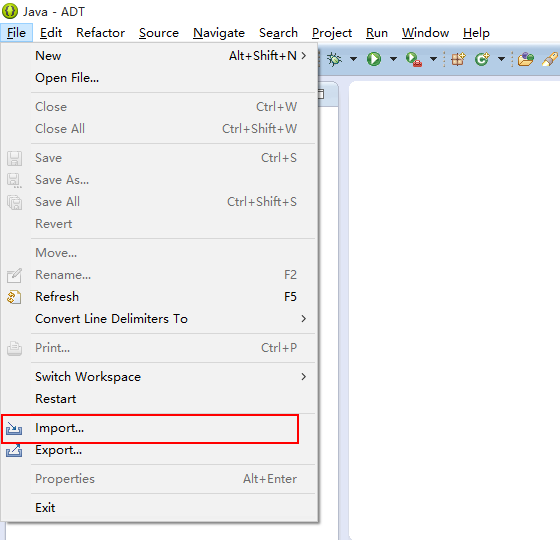 Java - ADT
File Edit Refactor Source Navigate Search Project Run Window Help
New Alt+Shift+N
Open File...
Close Ctrl+W
Close All Ctrl+Shift+W
Save Ctrl+S
Save As...
Save All Ctrl+Shift+S
Revert
Move...
Rename... F2
Refresh F5
Convert Line Delimiters To
Print... Ctrl+P
Switch Workspace
Restart
Import...
Export...
Properties Alt+Enter
Exit